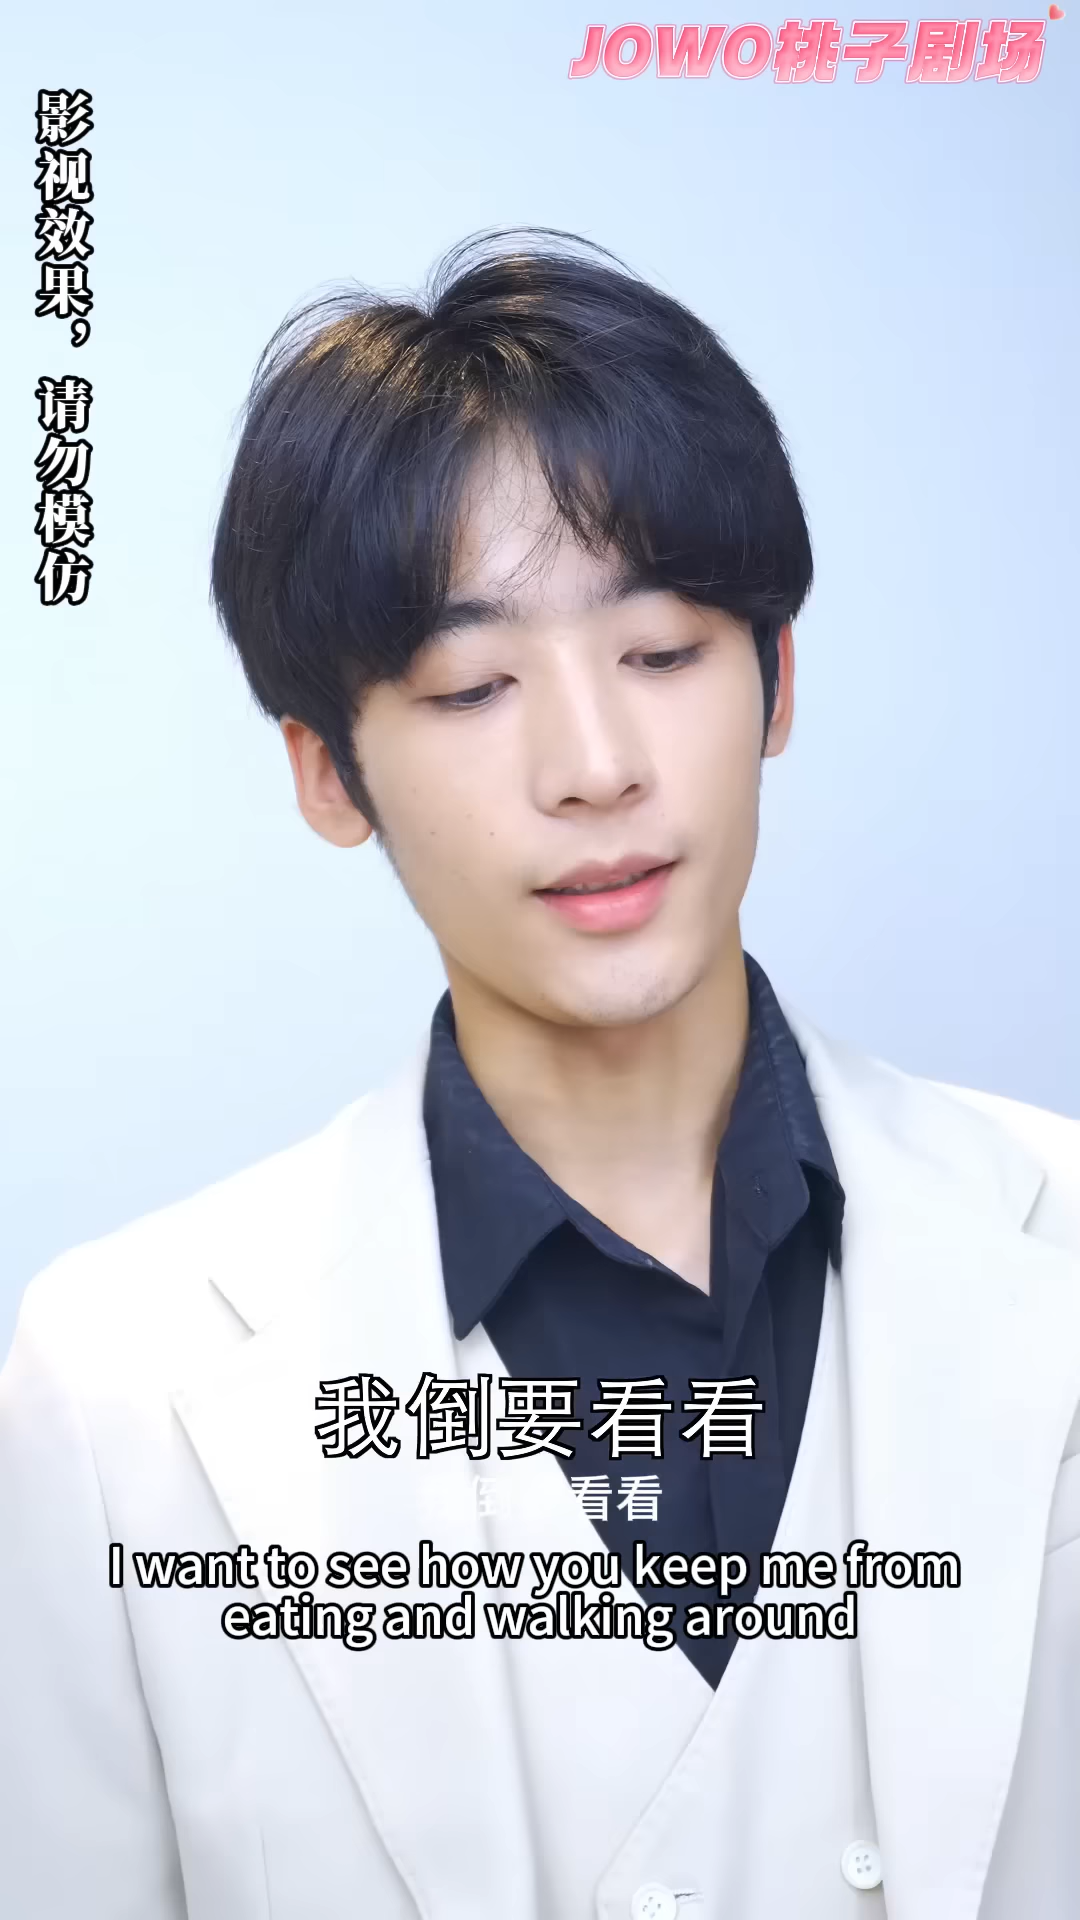 JOWO桃子剧场
影视效果，请勿模仿
我倒要看看
倒 看看
I want to see how you keep me from
eating and walking around